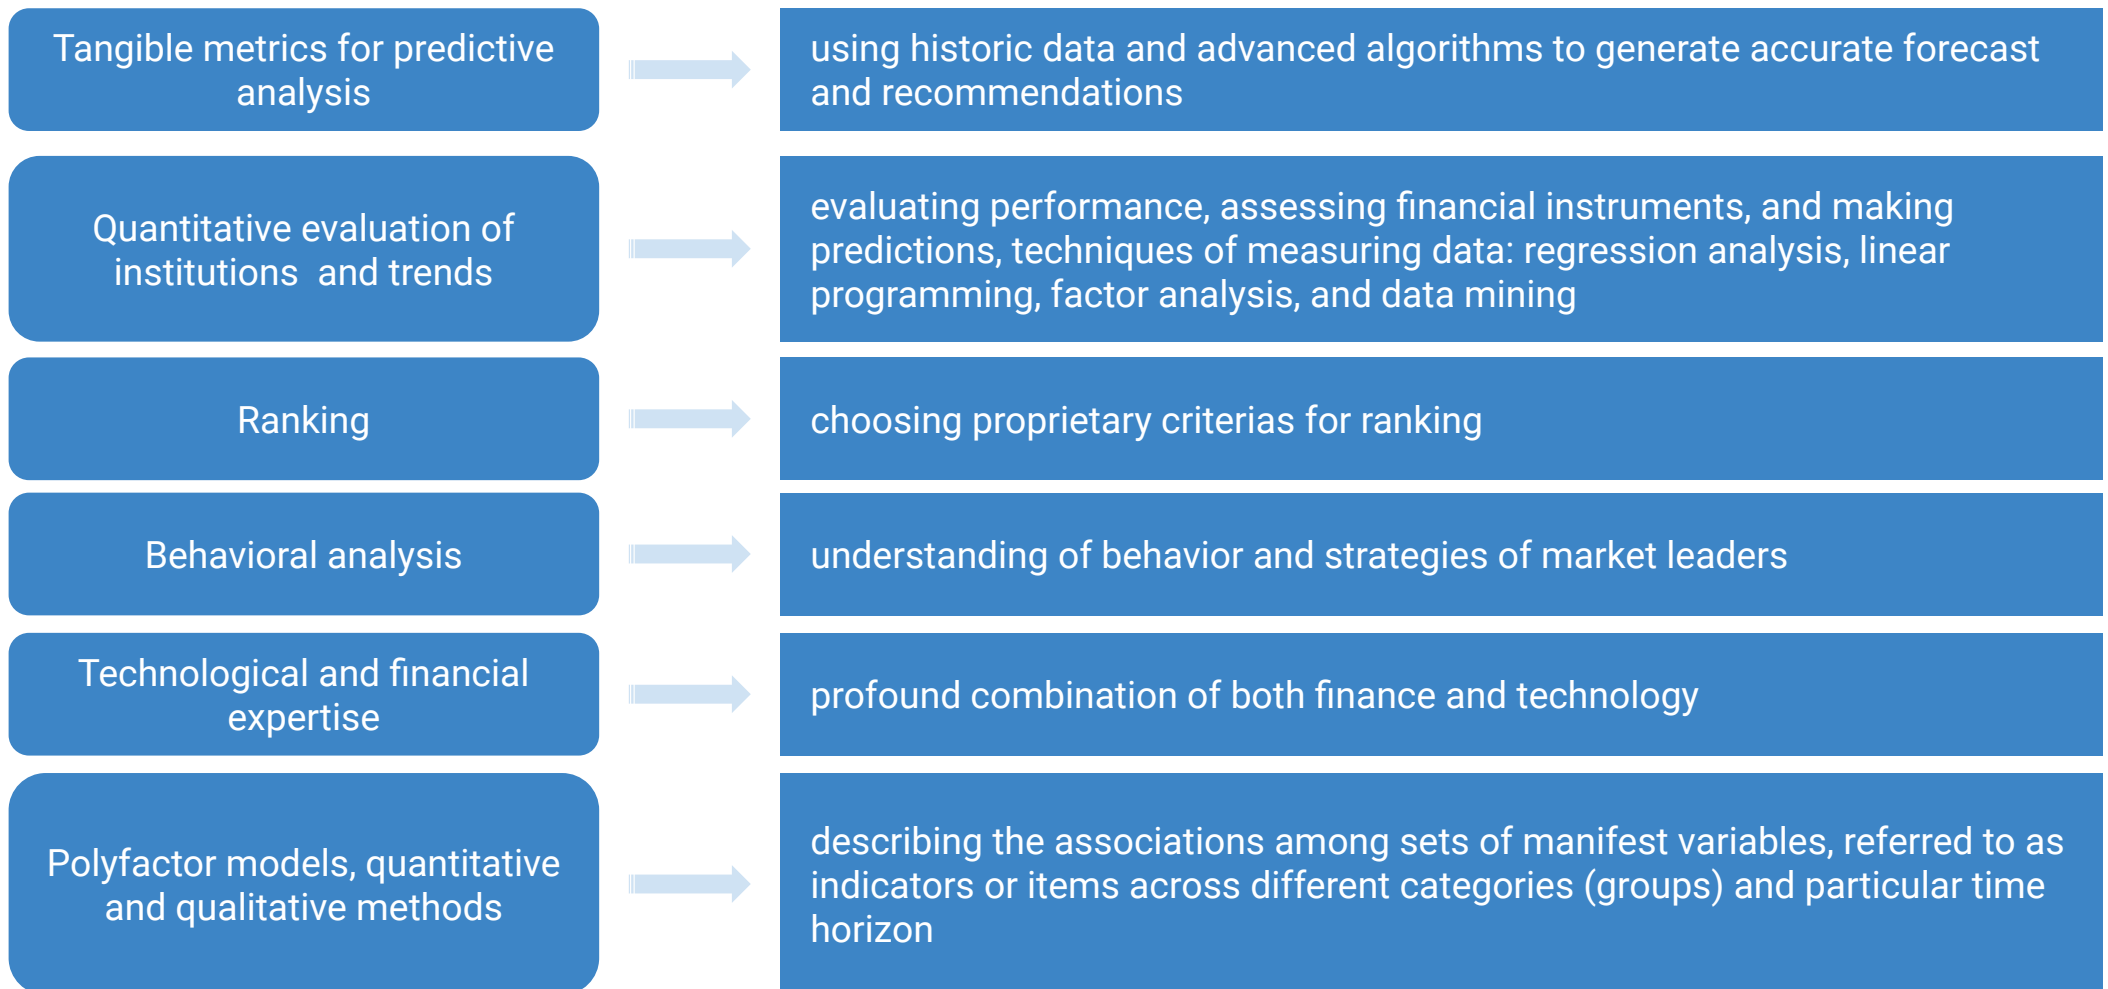 Tangible metrics for predictive
analysis
using historic data and advanced algorithms to generate accurate forecast
and recommendations
Quantitative evaluation of
institutions  and trends
evaluating performance, assessing financial instruments, and making
predictions, techniques of measuring data: regression analysis, linear
programming, factor analysis, and data mining
Ranking
choosing proprietary criterias for ranking
Behavioral analysis
understanding of behavior and strategies of market leaders
Technological and financial
expertise
profound combination of both finance and technology
Polyfactor models, quantitative
and qualitative methods
describing the associations among sets of manifest variables, referred to as
indicators or items across different categories (groups) and particular time
horizon